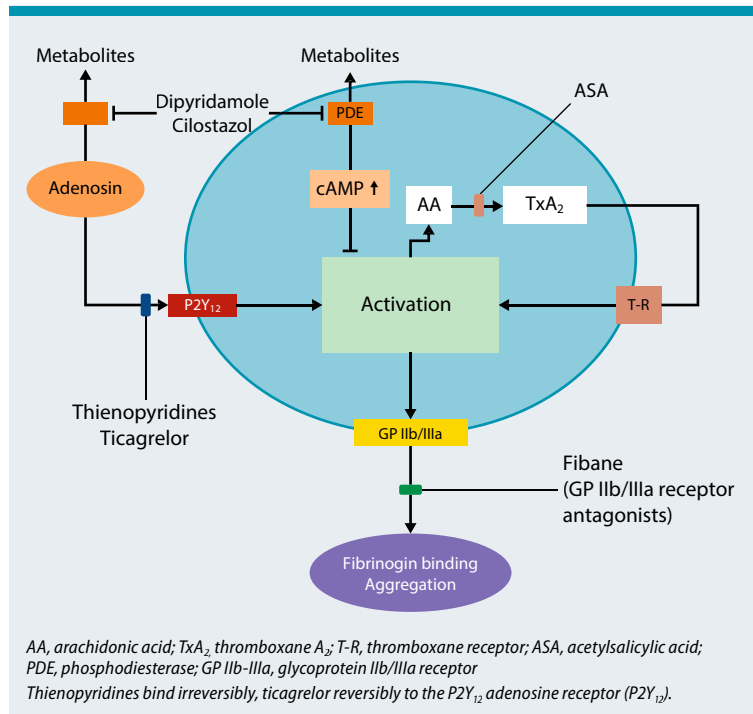 Metabolites
Metabolites
Dipyridamole
Cilostazol
PDE
ASA
Adenosin
cAMP ↑
AA
TxA₂
P2Y₁₂
Activation
T-R
Thienopyridines
Ticagrelor
GP IIb/IIIa
Fibane
(GP IIb/IIIa receptor
antagonists)
Fibrinogin binding
Aggregation
AA, arachidonic acid; TxA₂, thromboxane A₂; T-R, thromboxane receptor; ASA, acetylsalicylic acid;
PDE, phosphodiesterase; GP IIb-IIIa, glycoprotein IIb/IIIa receptor
Thienopyridines bind irreversibly, ticagrelor reversibly to the P2Y₁₂ adenosine receptor (P2Y₁₂).